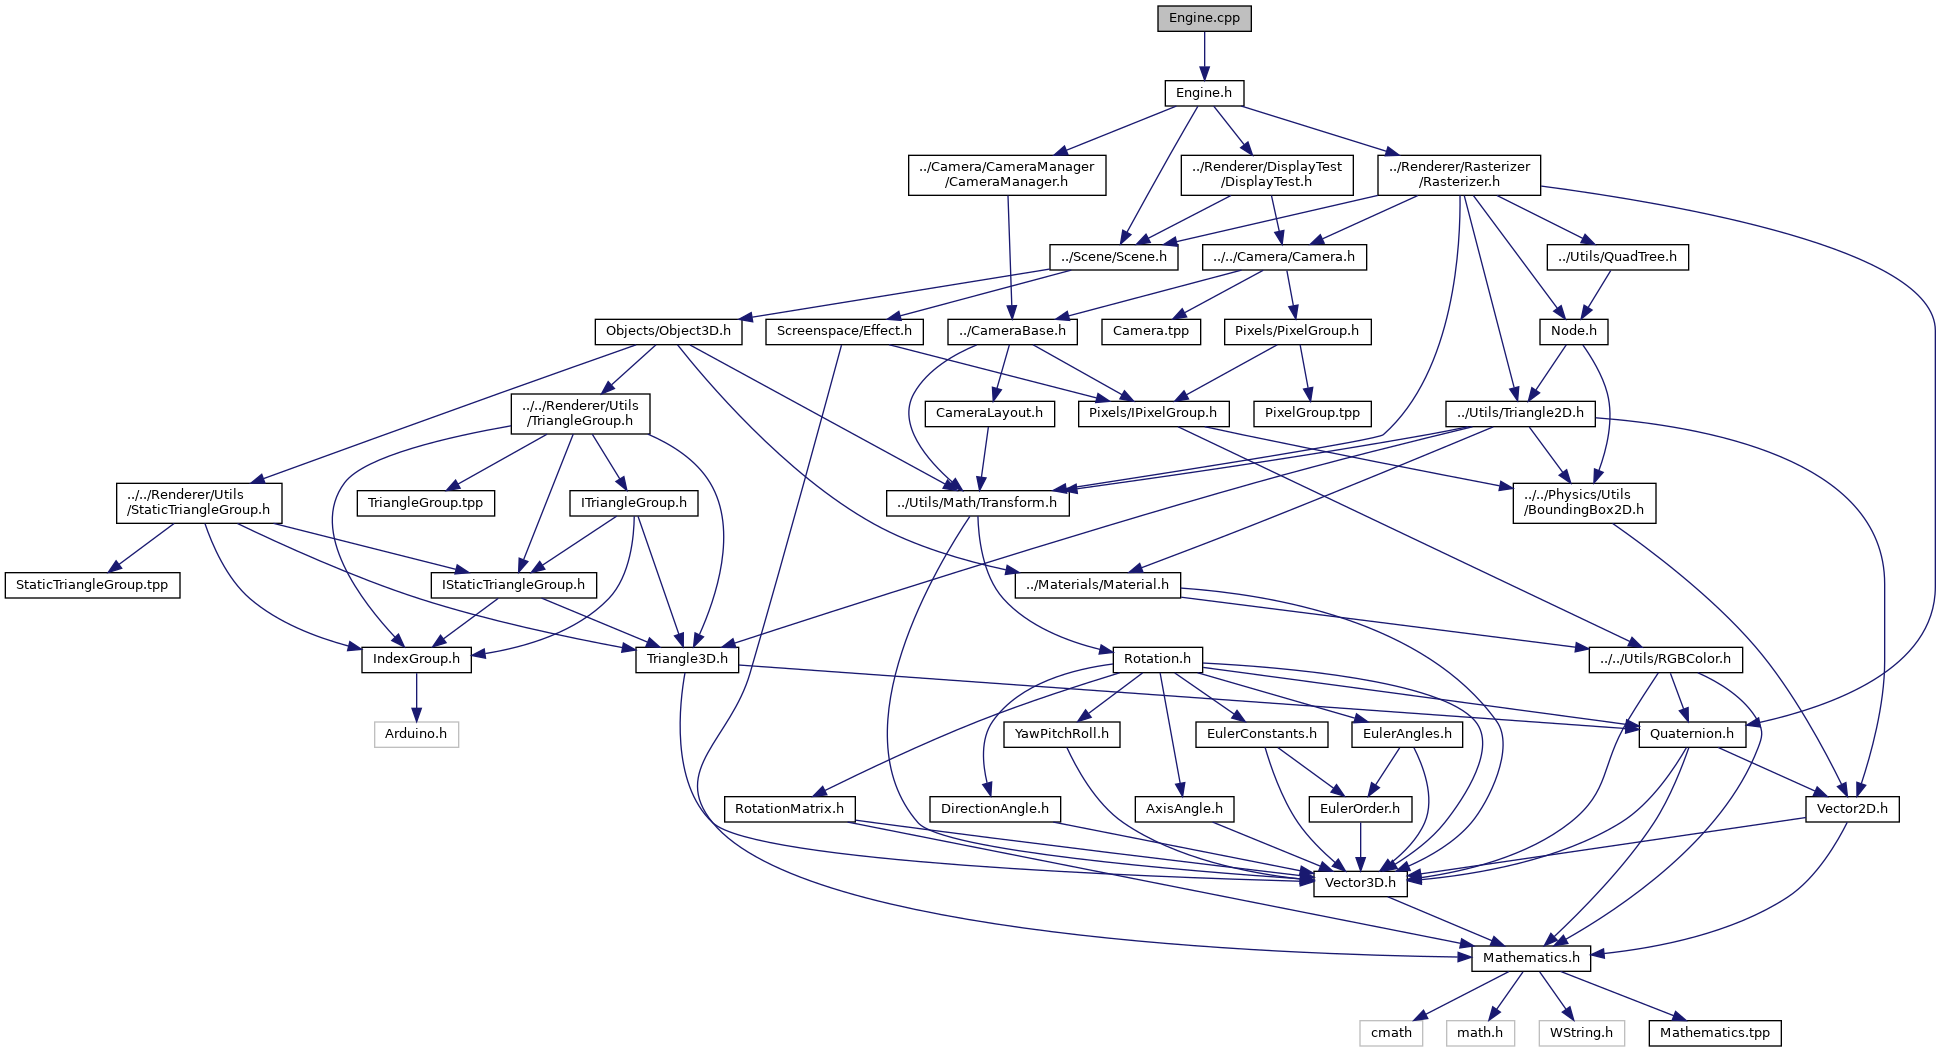 Engine.cpp
Engine.h
../Camera/CameraManager
/CameraManager.h
../Renderer/DisplayTest
/DisplayTest.h
../Renderer/Rasterizer
/Rasterizer.h
../Scene/Scene.h
../../Camera/Camera.h
../Utils/QuadTree.h
Objects/Object3D.h
Screenspace/Effect.h
../CameraBase.h
Camera.tpp
Pixels/PixelGroup.h
Node.h
../../Renderer/Utils
/TriangleGroup.h
CameraLayout.h
Pixels/IPixelGroup.h
PixelGroup.tpp
../Utils/Triangle2D.h
../../Renderer/Utils
/StaticTriangleGroup.h
TriangleGroup.tpp
ITriangleGroup.h
../Utils/Math/Transform.h
../../Physics/Utils
/BoundingBox2D.h
StaticTriangleGroup.tpp
IStaticTriangleGroup.h
../Materials/Material.h
IndexGroup.h
Triangle3D.h
Rotation.h
../../Utils/RGBColor.h
Arduino.h
YawPitchRoll.h
EulerConstants.h
EulerAngles.h
Quaternion.h
RotationMatrix.h
DirectionAngle.h
AxisAngle.h
EulerOrder.h
Vector2D.h
Vector3D.h
Mathematics.h
cmath
math.h
WString.h
Mathematics.tpp